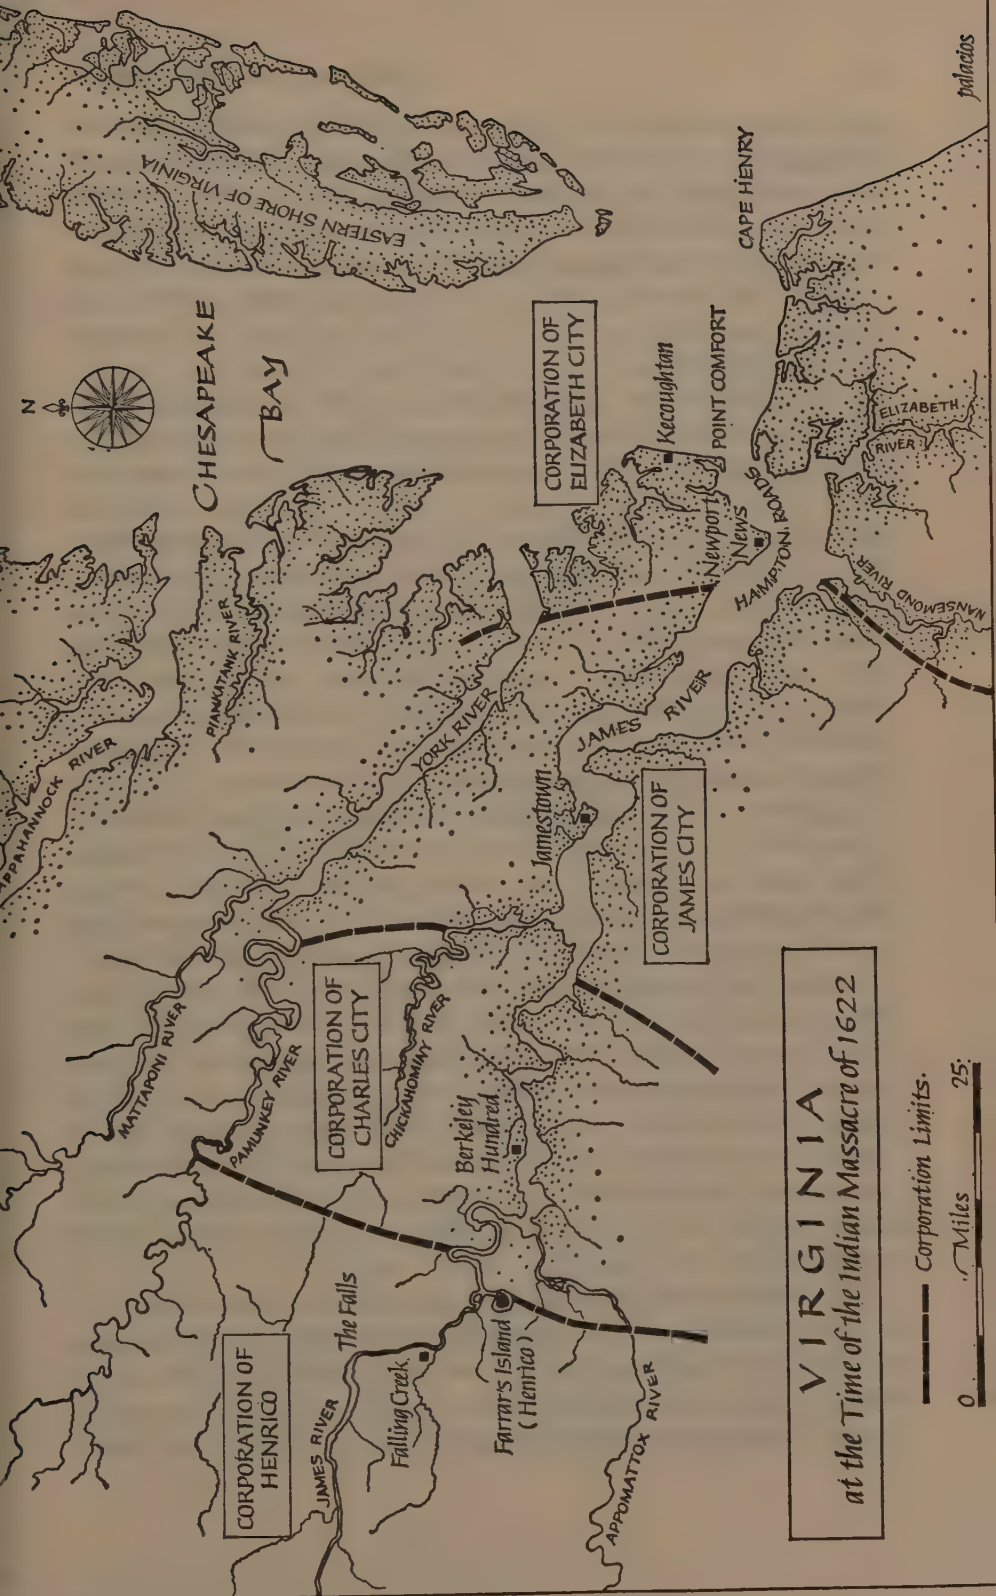 VIRGINIA
at the Time of the Indian Massacre of 1622
Corporation Limits.
0 Miles 25
N
CHESAPEAKE
BAY
EASTERN SHORE OF VIRGINIA
CAPE HENRY
palacios
CORPORATION OF
ELIZABETH CITY
Kecoughtan
POINT COMFORT
Newport
News
HAMPTON ROADS
ELIZABETH
RIVER
NANSEMOND RIVER
PIANKATANK RIVER
RIVER
YORK RIVER
JAMES RIVER
Jamestown
CORPORATION OF
JAMES CITY
MATTAPONI RIVER
PAMUNKEY RIVER
CORPORATION OF
CHARLES CITY
CHICKAHOMINY RIVER
Berkeley
Hundred
CORPORATION OF
HENRICO
The Falls
JAMES RIVER
Falling Creek
Farrar's Island
(Henrico)
APPOMATTOX RIVER